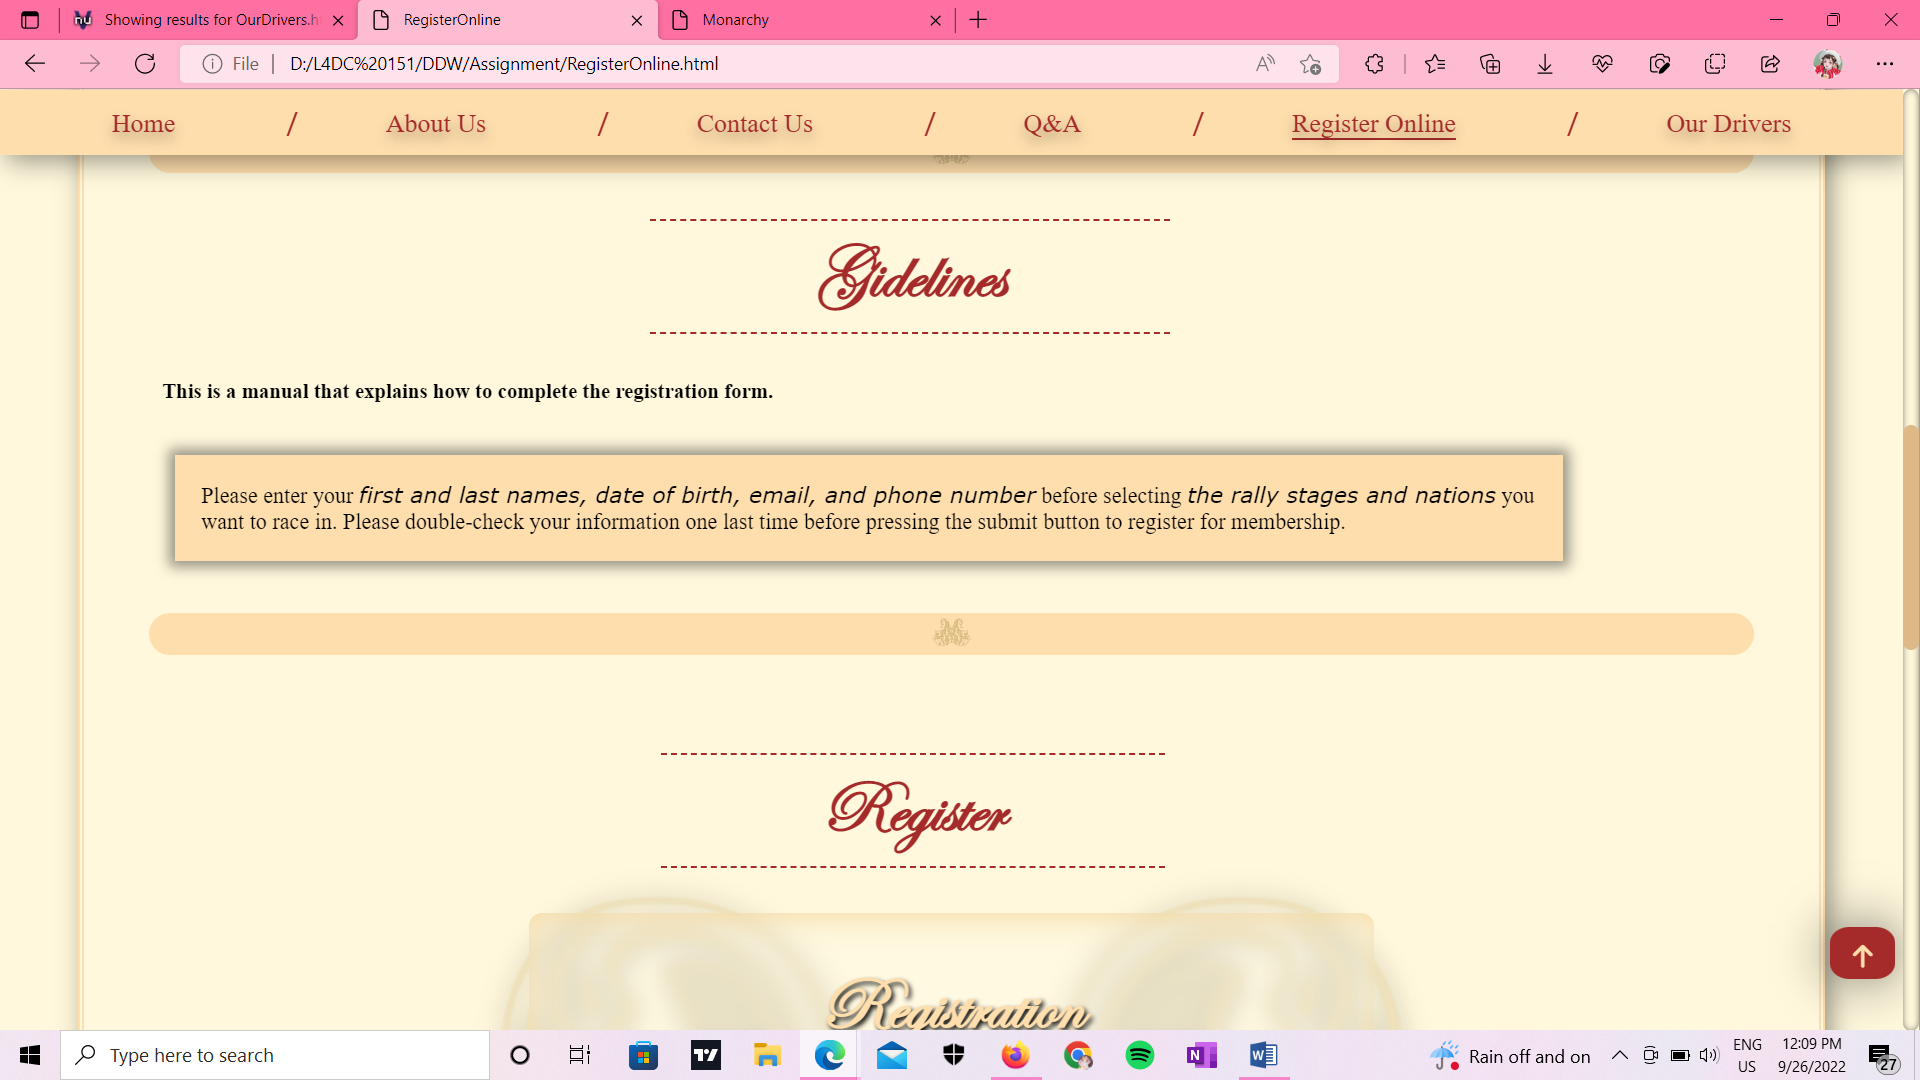 Showing results for OurDrivers.h
RegisterOnline
Monarchy
File
D:/L4DC%20151/DDW/Assignment/RegisterOnline.html
Home / About Us / Contact Us / Q&A / Register Online / Our Drivers
Gidelines
This is a manual that explains how to complete the registration form.
Please enter your first and last names, date of birth, email, and phone number before selecting the rally stages and nations you
want to race in. Please double-check your information one last time before pressing the submit button to register for membership.
Register
Registration
Type here to search
Rain off and on
ENG
US
12:09 PM
9/26/2022
27